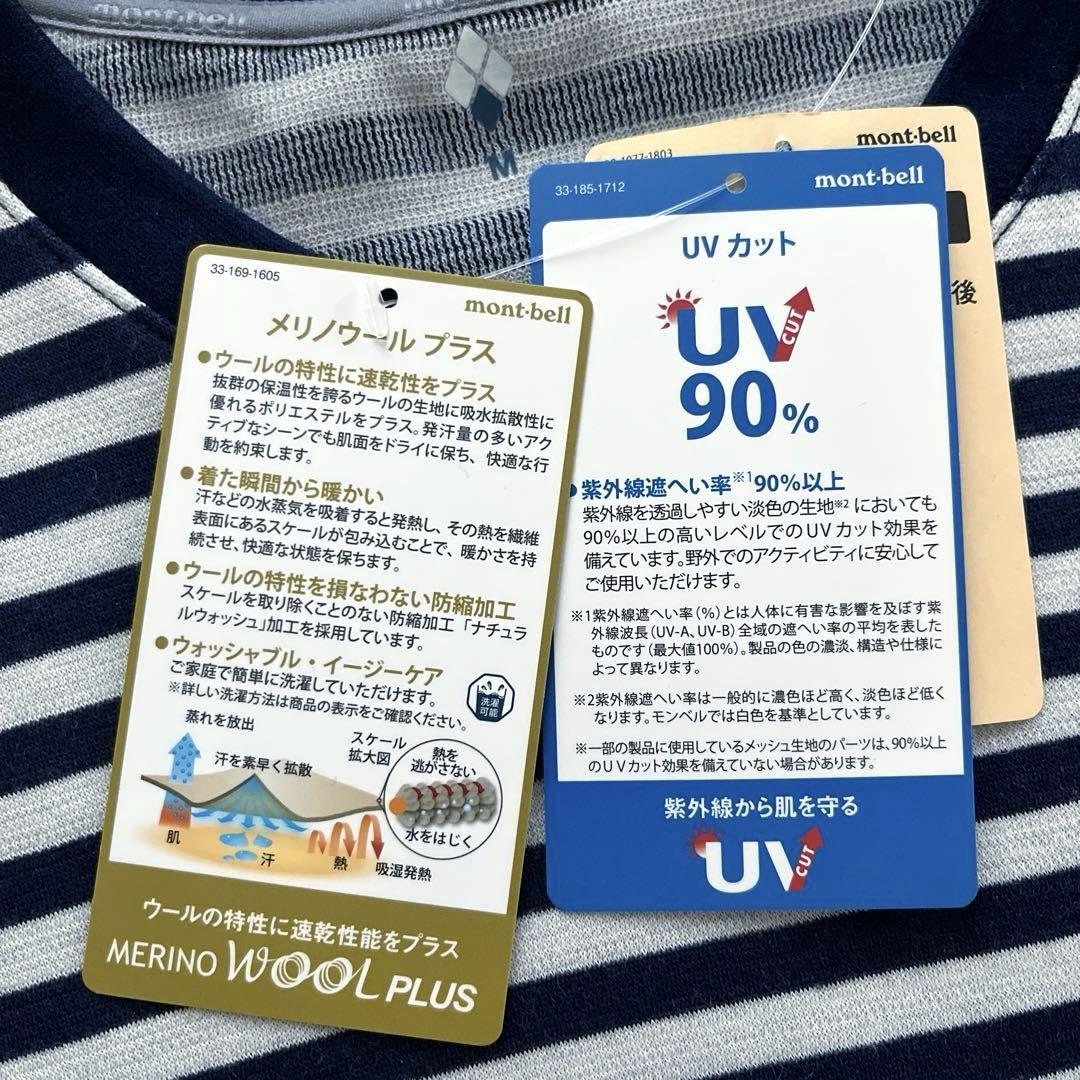 mont-bell
M
33-169-1605
mont-bell
メリノウール プラス
●ウールの特性に速乾性をプラス
抜群の保温性を誇るウールの生地に吸水拡散性に
優れるポリエステルをプラス。発汗量の多いアク
ティブなシーンでも肌面をドライに保ち、快適な行
動を約束します。
●着た瞬間から暖かい
汗などの水蒸気を吸着すると発熱し、その熱を繊維
表面にあるスケールが包み込むことで、暖かさを持
続させ、快適な状態を保ちます。
●ウールの特性を損なわない防縮加工
スケールを取り除くことのない防縮加工「ナチュラ
ルウォッシュ」加工を採用しています。
●ウォッシャブル・イージーケア
ご家庭で簡単に洗濯していただけます。
※詳しい洗濯方法は商品の表示をご確認ください。
洗濯
可能
蒸れを放出
汗を素早く拡散
スケール
拡大図
熱を
逃がさない
水をはじく
肌
汗
熱
吸湿発熱
ウールの特性に速乾性能をプラス
MERINO WOOL PLUS
33-185-1712
mont-bell
UV カット
UV CUT
90%
●紫外線遮へい率※1 90%以上
紫外線を透過しやすい淡色の生地※2 においても
90%以上の高いレベルでのUVカット効果を
備えています。野外でのアクティビティに安心して
ご使用いただけます。
※1紫外線遮へい率(%)とは人体に有害な影響を及ぼす紫
外線波長(UV-A、UV-B)全域の遮へい率の平均を表した
ものです(最大値100%)。製品の色の濃淡、構造や仕様に
よって異なります。
※2紫外線遮へい率は一般的に濃色ほど高く、淡色ほど低く
なります。モンベルでは白色を基準としています。
※一部の製品に使用しているメッシュ生地のパーツは、90%以上
のUVカット効果を備えていない場合があります。
紫外線から肌を守る
UV CUT
1077-1803
mont-bell
後